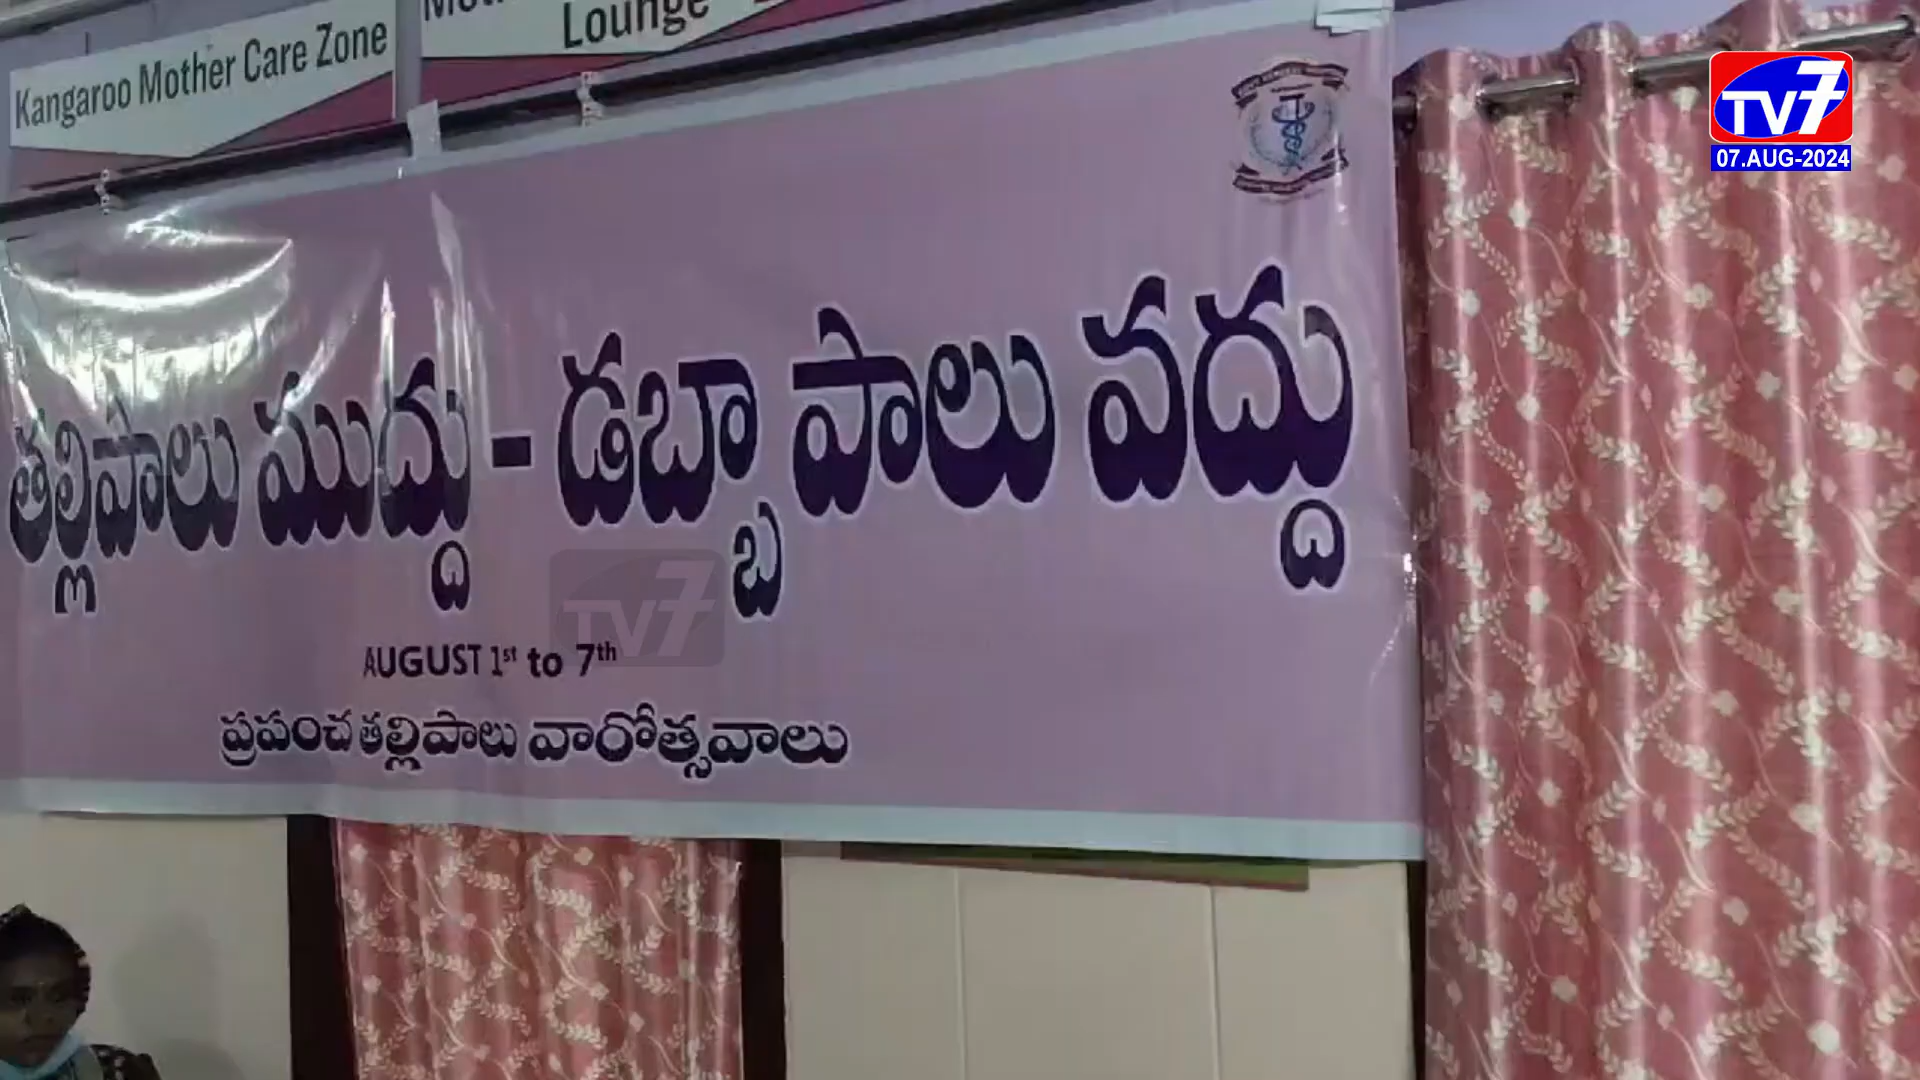 Kangaroo Mother Care Zone
Lounge
TV7
07.AUG-2024
తల్లిపాలు ముద్దు - డబ్బా పాలు వద్దు
TV7
AUGUST 1st to 7th
ప్రపంచ తల్లిపాలు వారోత్సవాలు